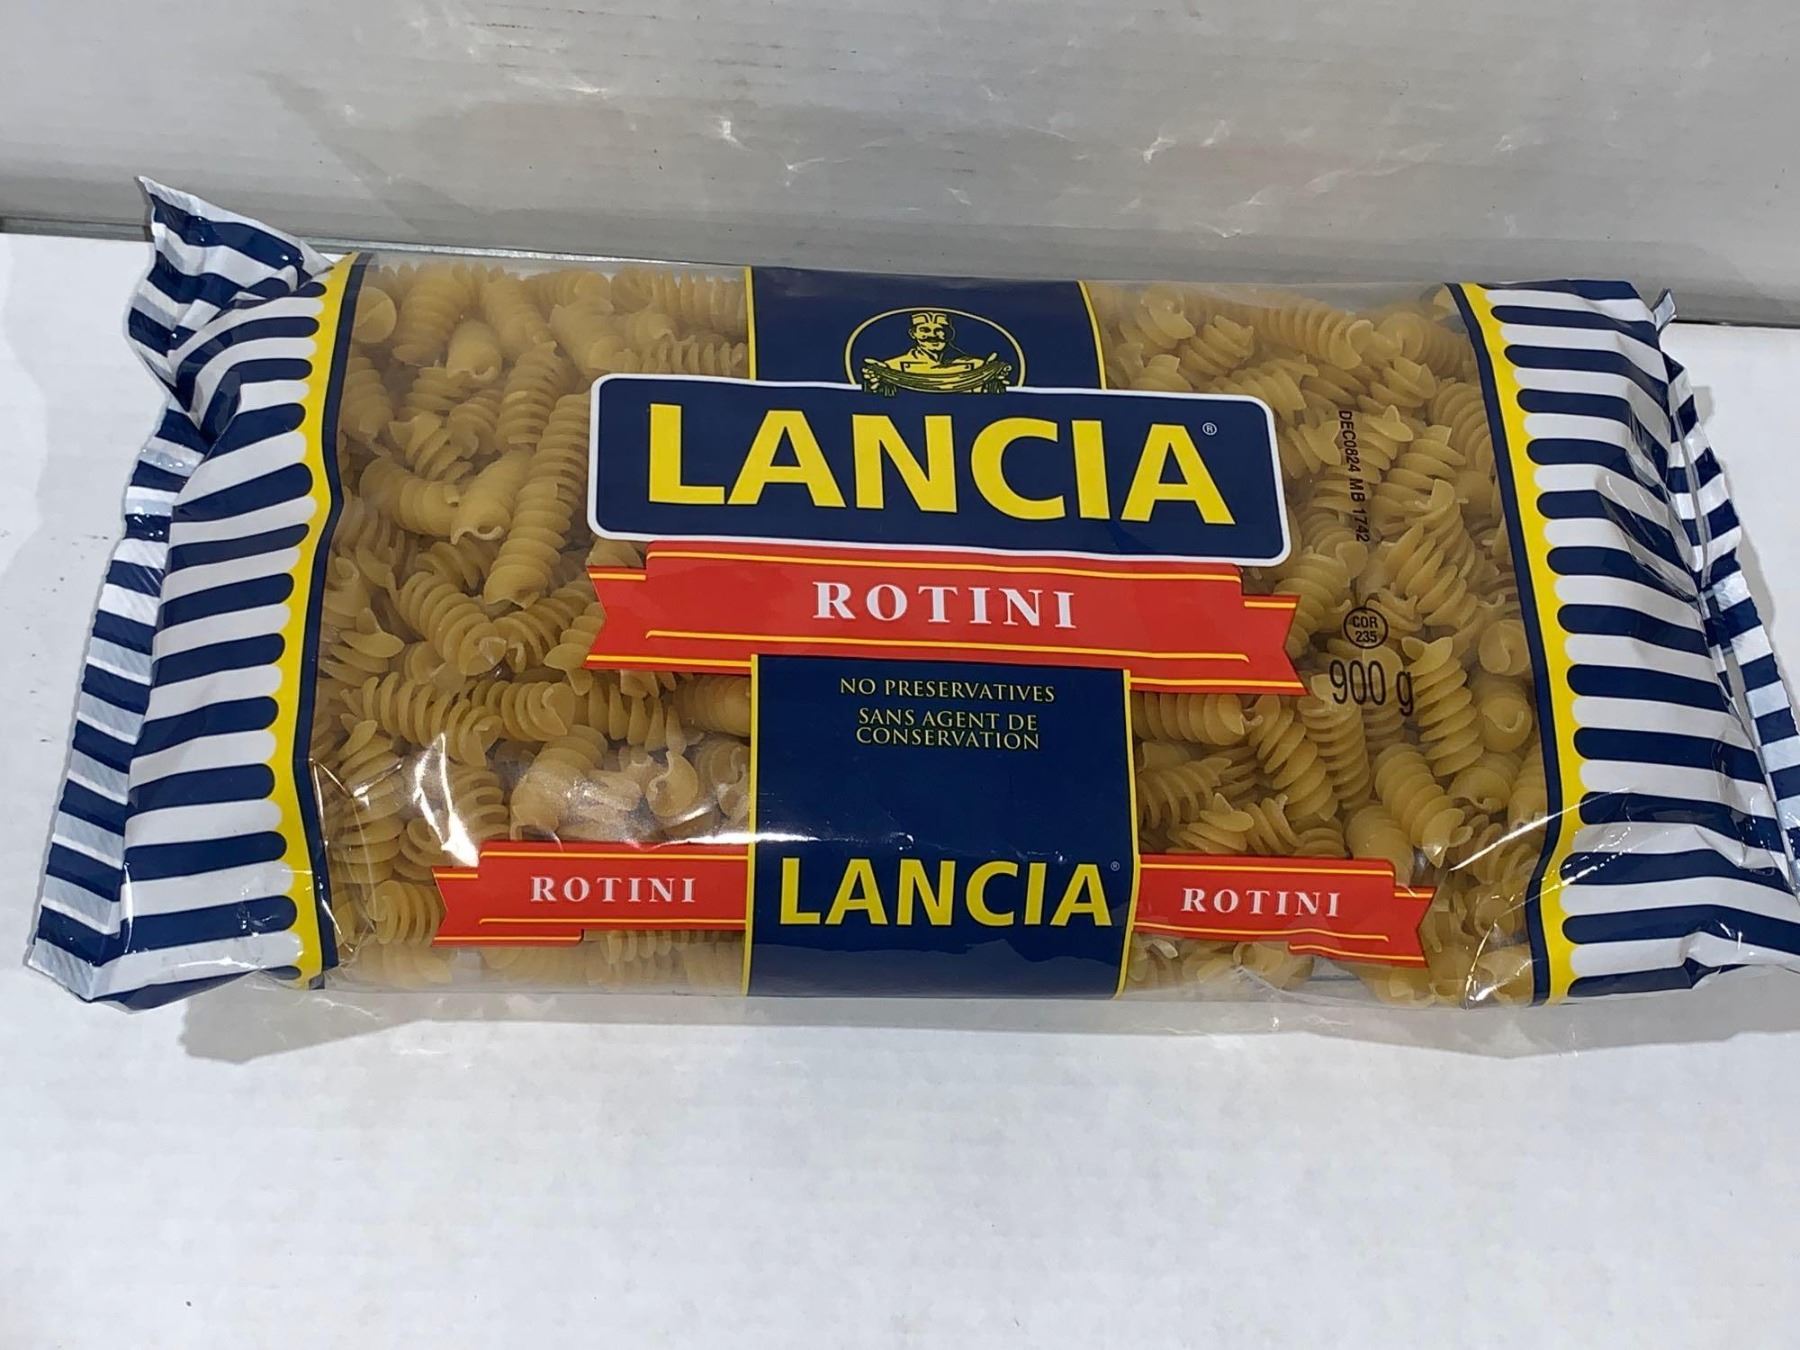 LANCIA®
ROTINI
NO PRESERVATIVES
SANS AGENT DE
CONSERVATION
ROTINI
LANCIA®
ROTINI
DEC0824 MB 1742
COR
235
900 g